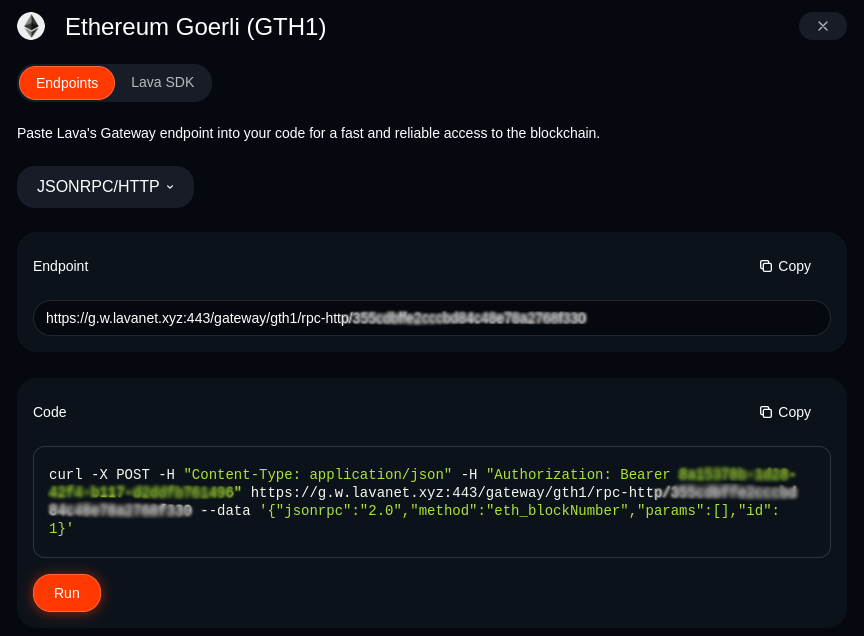 Ethereum Goerli (GTH1)
Endpoints
Lava SDK
Paste Lava's Gateway endpoint into your code for a fast and reliable access to the blockchain.
JSONRPC/HTTP
Endpoint
Copy
https://g.w.lavanet.xyz:443/gateway/gth1/rpc-http/
Code
Copy
curl -X POST -H "Content-Type: application/json" -H "Authorization: Bearer
" https://g.w.lavanet.xyz:443/gateway/gth1/rpc-http/
--data '{"jsonrpc":"2.0","method":"eth_blockNumber","params":[],"id":
1}'
Run